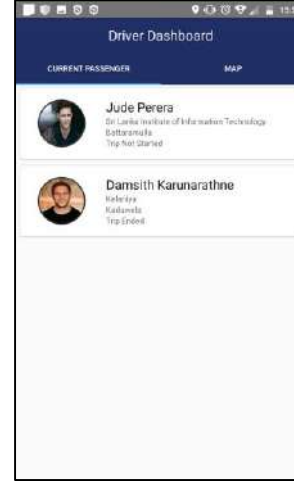 Driver Dashboard
CURRENT PASSENGER
MAP
Jude Perera
Sri Lanka Institute of Information Technology
Battaramulla
Trip Not Started
Damsith Karunarathne
Kelaniya
Kaduwela
Trip Ended